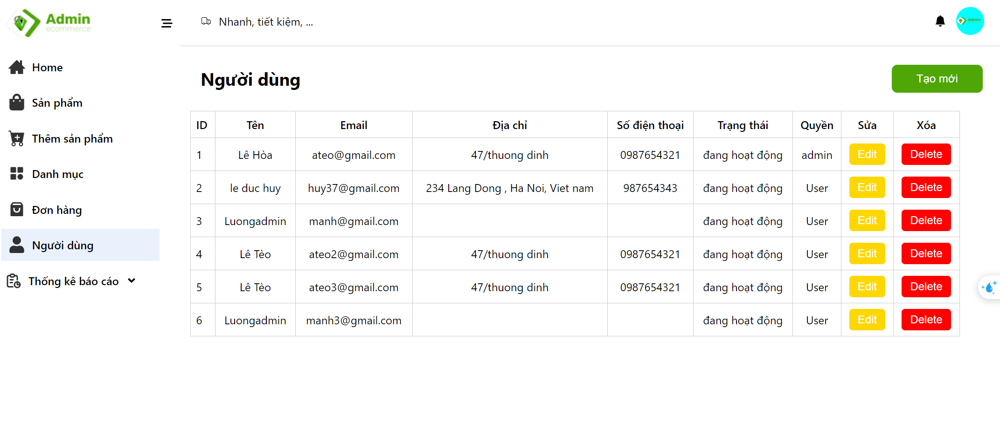 Admin
ecommerce
Nhanh, tiết kiệm, ...
Admin
Home
Sản phẩm
Thêm sản phẩm
Danh mục
Đơn hàng
Người dùng
Thống kê báo cáo
Người dùng
Tạo mới
ID Tên Email Địa chỉ Số điện thoại Trạng thái Quyền Sửa Xóa
1 Lê Hòa ateo@gmail.com 47/thuong dinh 0987654321 đang hoạt động admin Edit Delete
2 le duc huy huy37@gmail.com 234 Lang Dong , Ha Noi, Viet nam 987654343 đang hoạt động User Edit Delete
3 Luongadmin manh@gmail.com đang hoạt động User Edit Delete
4 Lê Tèo ateo2@gmail.com 47/thuong dinh 0987654321 đang hoạt động User Edit Delete
5 Lê Tèo ateo3@gmail.com 47/thuong dinh 0987654321 đang hoạt động User Edit Delete
6 Luongadmin manh3@gmail.com đang hoạt động User Edit Delete